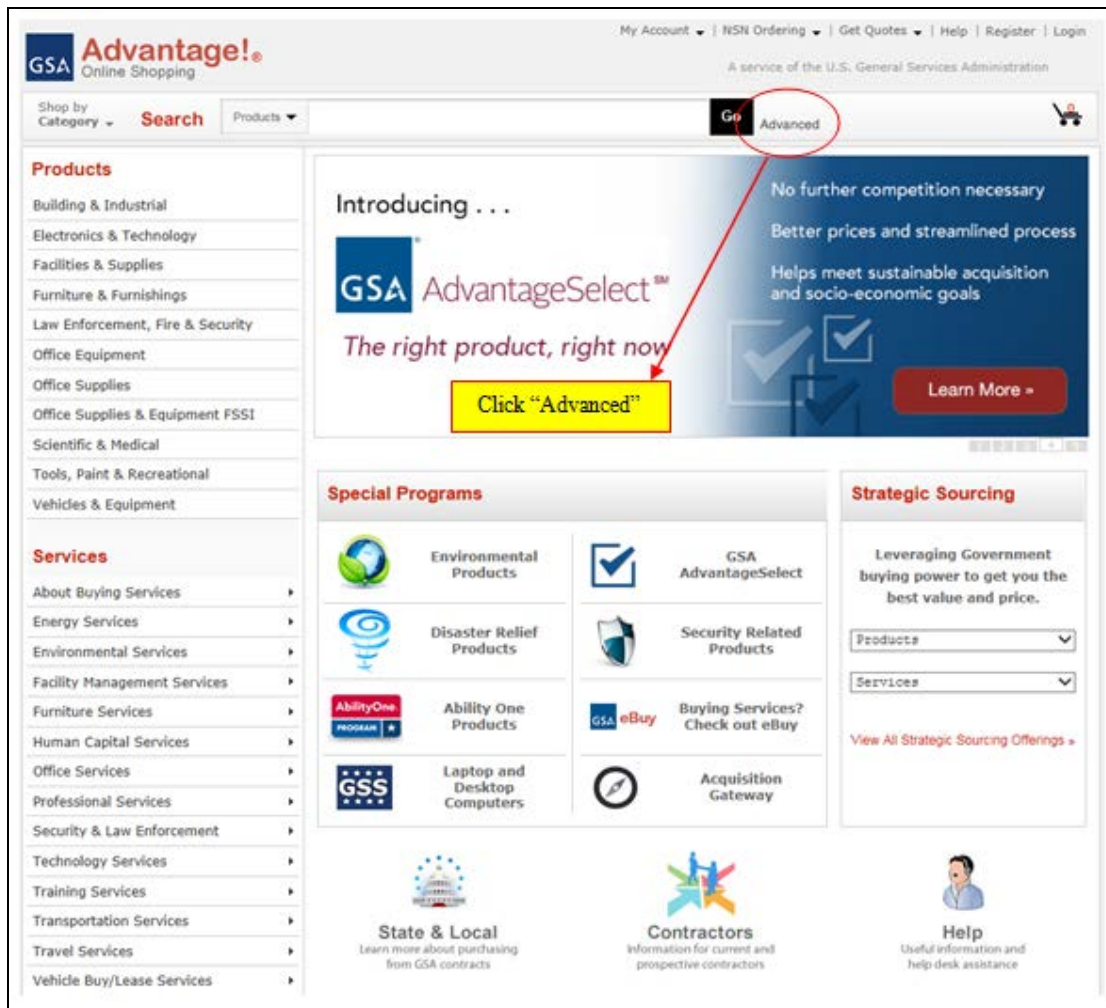 My Account | NSN Ordering | Get Quotes | Help | Register | Login
GSA Advantage!®
Online Shopping
A service of the U.S. General Services Administration
Shop by
Category
Search
Products
Go
Advanced
Products
Building & Industrial
Electronics & Technology
Facilities & Supplies
Furniture & Furnishings
Law Enforcement, Fire & Security
Office Equipment
Office Supplies
Office Supplies & Equipment FSSI
Scientific & Medical
Tools, Paint & Recreational
Vehicles & Equipment
Services
About Buying Services
Energy Services
Environmental Services
Facility Management Services
Furniture Services
Human Capital Services
Office Services
Professional Services
Security & Law Enforcement
Technology Services
Training Services
Transportation Services
Travel Services
Vehicle Buy/Lease Services
Introducing . . .
GSA AdvantageSelect℠
The right product, right now
No further competition necessary
Better prices and streamlined process
Helps meet sustainable acquisition
and socio-economic goals
Learn More »
Click “Advanced”
Special Programs
Environmental
Products
GSA
AdvantageSelect
Disaster Relief
Products
Security Related
Products
AbilityOne
PROGRAM
Ability One
Products
GSA eBuy
Buying Services?
Check out eBuy
GSS
Laptop and
Desktop
Computers
Acquisition
Gateway
Strategic Sourcing
Leveraging Government
buying power to get you the
best value and price.
Products
Services
View All Strategic Sourcing Offerings »
State & Local
Learn more about purchasing
from GSA contracts
Contractors
Information for current and
prospective contractors
Help
Useful information and
help desk assistance